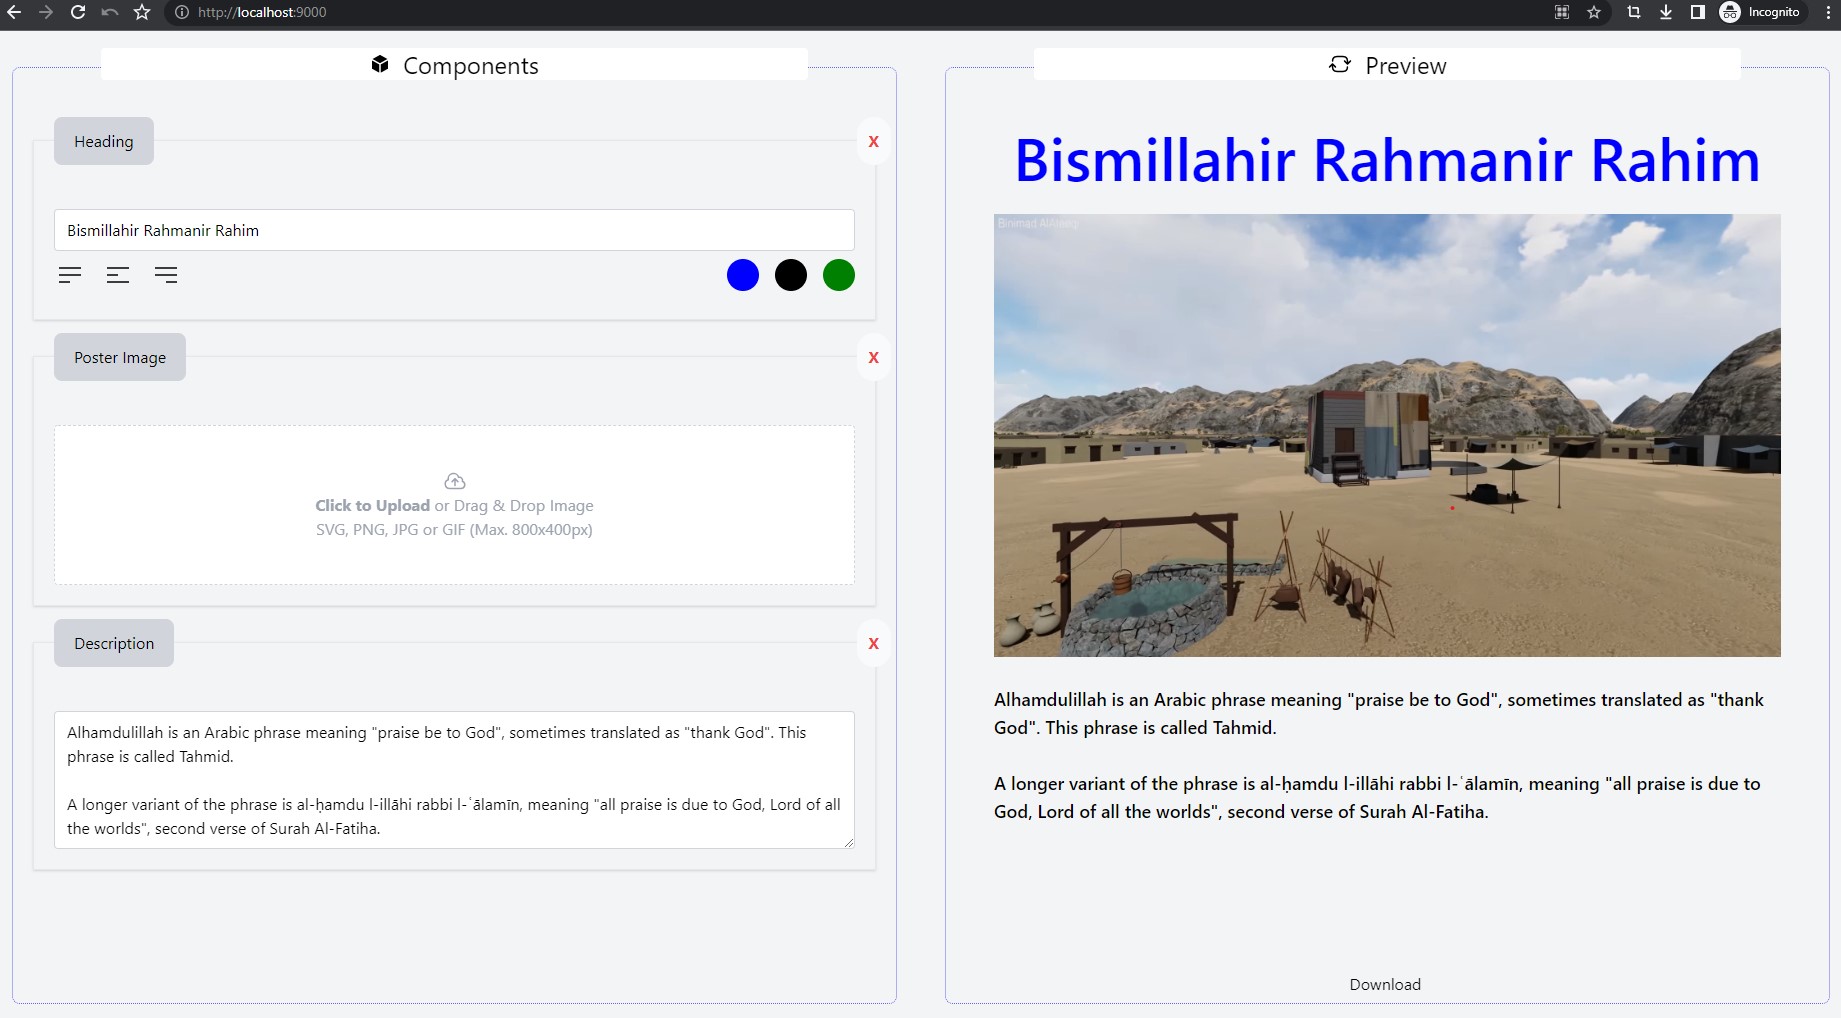 http://localhost:9000
Incognito
Components
Heading
X
Bismillahir Rahmanir Rahim
Poster Image
X
Click to Upload or Drag & Drop Image
SVG, PNG, JPG or GIF (Max. 800x400px)
Description
X
Alhamdulillah is an Arabic phrase meaning "praise be to God", sometimes translated as "thank God". This
phrase is called Tahmid.
A longer variant of the phrase is al-ḥamdu l-illāhi rabbi l-ʿālamīn, meaning "all praise is due to God, Lord of all
the worlds", second verse of Surah Al-Fatiha.
Preview
Bismillahir Rahmanir Rahim
Alhamdulillah is an Arabic phrase meaning "praise be to God", sometimes translated as "thank
God". This phrase is called Tahmid.
A longer variant of the phrase is al-ḥamdu l-illāhi rabbi l-ʿālamīn, meaning "all praise is due to
God, Lord of all the worlds", second verse of Surah Al-Fatiha.
Download